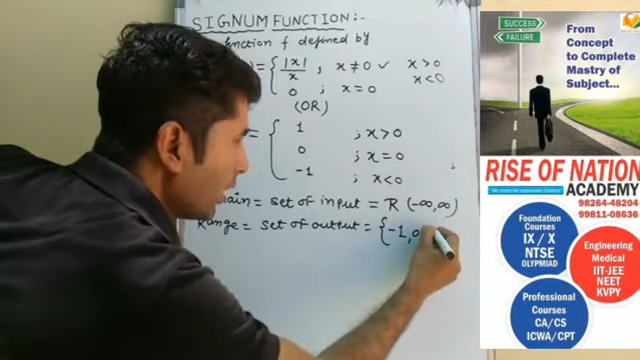 SIGNUM FUNCTION:-
function f defined by
) = { |x|/x ; x ≠ 0 ✓ x > 0
x < 0
0 ; x = 0
(OR)
= { 1 ; x > 0
0 ; x = 0
-1 ; x < 0
main = set of input = R (-∞,∞)
Range = set of output = { -1, 0
SUCCESS
FAILURE
From
Concept
to Complete
Mastry of
Subject...
RISE OF NATION
ACADEMY
98264-48204
99811-08636
Foundation
Courses
IX / X
NTSE
OLYPMIAD
Engineering
Medical
IIT-JEE
NEET
KVPY
Professional
Courses
CA/CS
ICWA/CPT